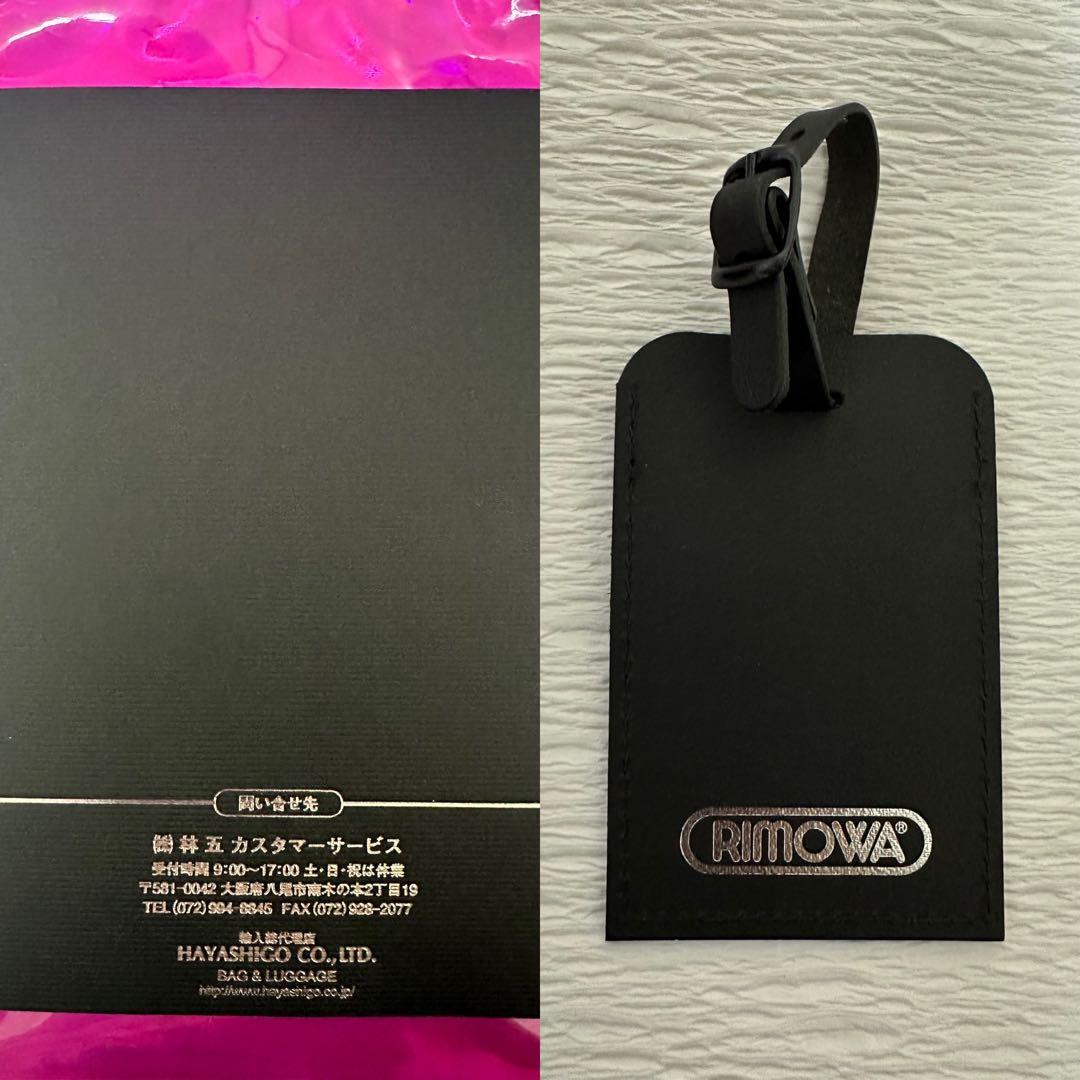 問い合せ先
㈱ 林 五 カスタマーサービス
受付時間 9:00〜17:00 土・日・祝は休業
〒581-0042 大阪府八尾市南木の本2丁目19
TEL(072)994-8845 FAX(072)928-2077
輸入総代理店
HAYASHIGO CO.,LTD.
BAG & LUGGAGE
http://www.hayashigo.co.jp/
RIMOWA®